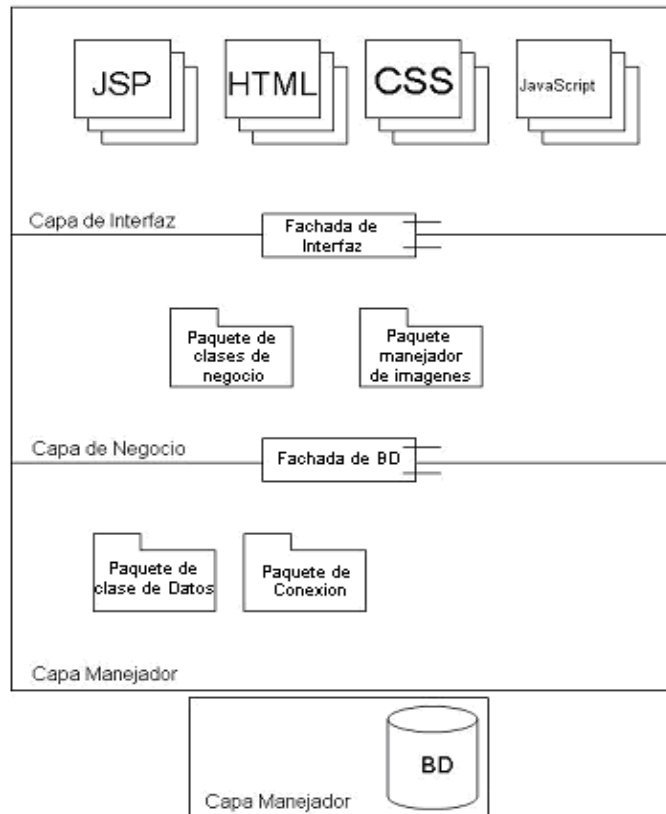 JSP
HTML
CSS
JavaScript
Capa de Interfaz
Fachada de
Interfaz
Paquete de
clases de
negocio
Paquete
manejador
de imagenes
Capa de Negocio
Fachada de BD
Paquete de
clase de Datos
Paquete de
Conexion
Capa Manejador
BD
Capa Manejador